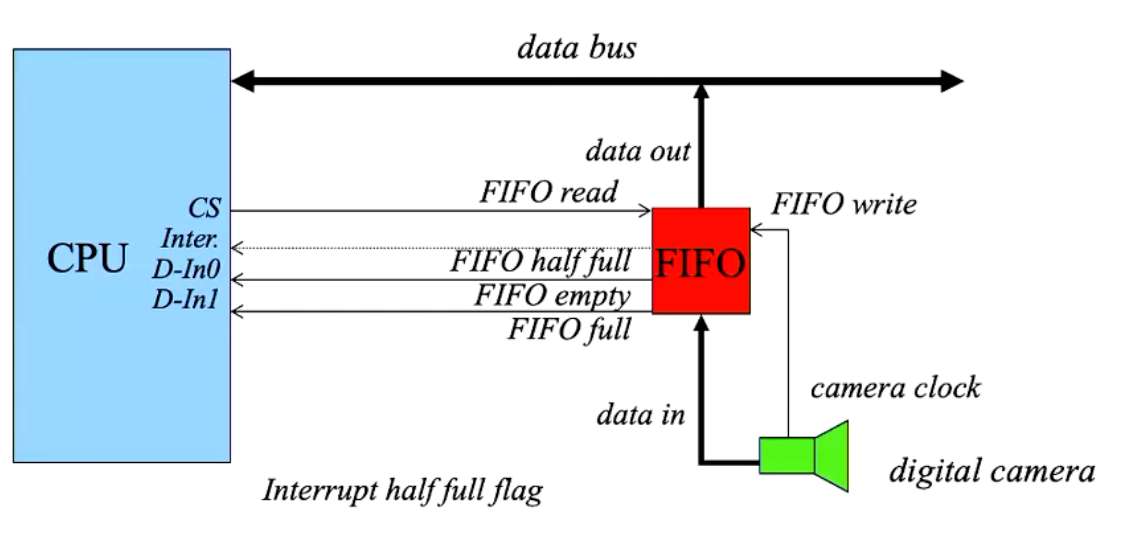 data bus
data out
FIFO read
FIFO write
CS
Inter.
FIFO half full
CPU
D-In0
FIFO
FIFO empty
D-In1
FIFO full
camera clock
data in
digital camera
Interrupt half full flag